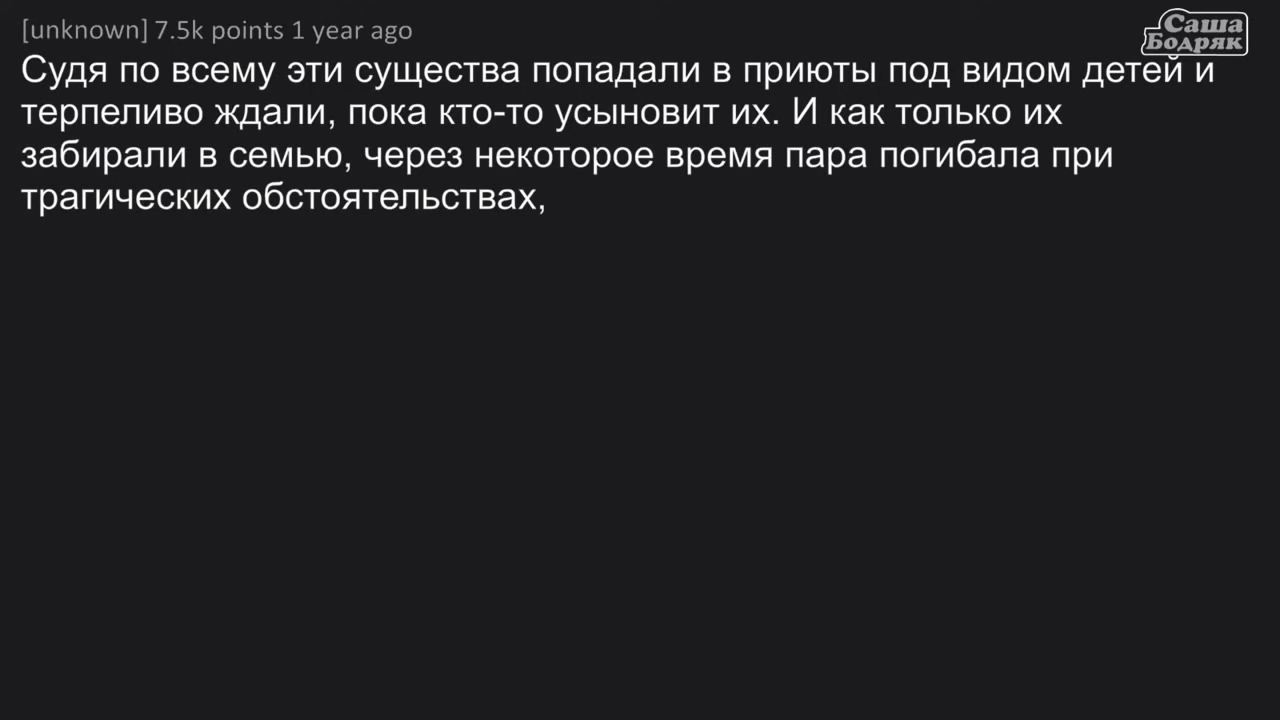 [unknown] 7.5k points 1 year ago
Саша
Бодряк
Судя по всему эти существа попадали в приюты под видом детей и
терпеливо ждали, пока кто-то усыновит их. И как только их
забирали в семью, через некоторое время пара погибала при
трагических обстоятельствах,